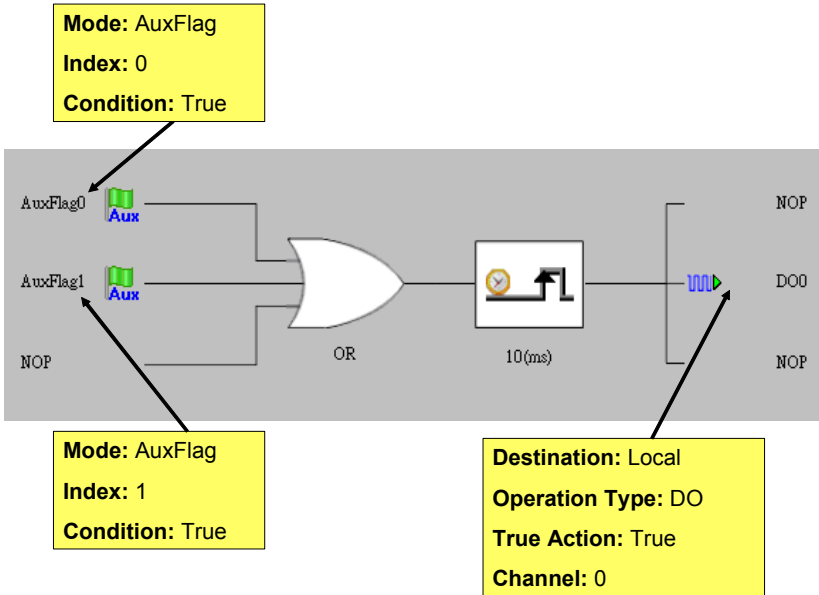 Mode: AuxFlag
Index: 0
Condition: True
AuxFlag0
Aux
NOP
AuxFlag1
Aux
DO0
NOP
OR
10(ms)
NOP
Mode: AuxFlag
Index: 1
Condition: True
Destination: Local
Operation Type: DO
True Action: True
Channel: 0